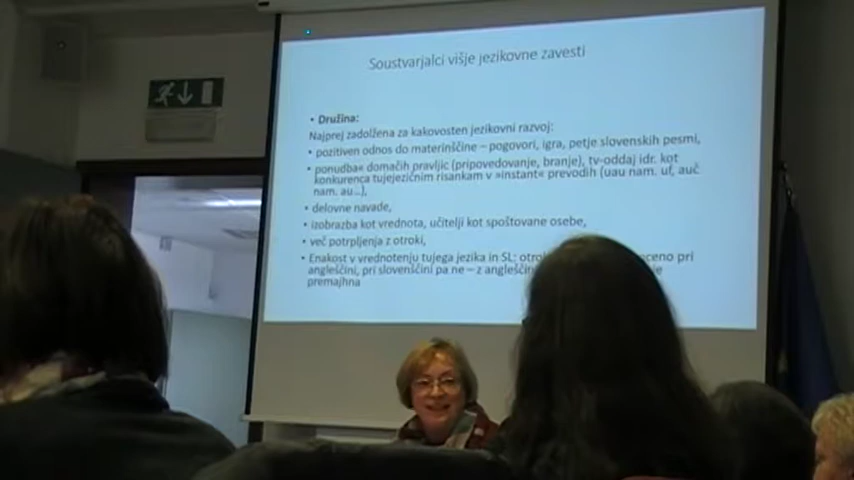 Soustvarjalci višje jezikovne zavesti
• Družina:
Najprej zadolžena za kakovosten jezikovni razvoj:
• pozitiven odnos do materinščine – pogovori, igra, petje slovenskih pesmi,
• ponudba« domačih pravljic (pripovedovanje, branje), tv-oddaj itdr. kot
konkurenca tujejezičnim risankam v »instant« prevodih (uau nam. uf, auč
nam. au …),
• delovne navade,
• izobrazba kot vrednota, učitelji kot spoštovane osebe,
• več potrpljenja z otroki,
• Enakost v vrednotenju tujega jezika in SL: pri
angleščini, pri slovenščini pa ne – z
premajhna